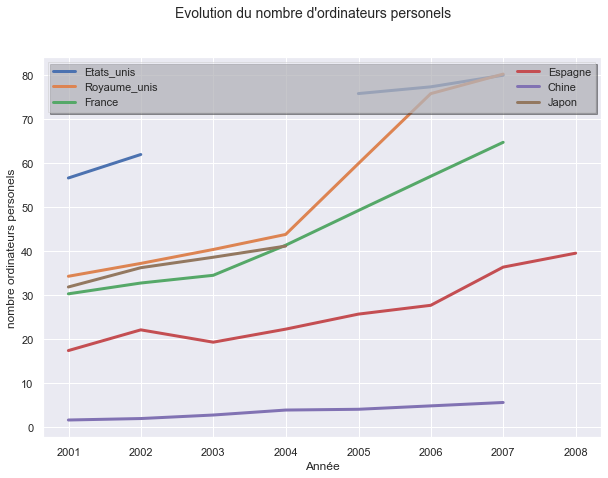 Evolution du nombre d'ordinateurs personels
Etats_unis
Royaume_unis
France
Espagne
Chine
Japon
nombre ordinateurs personels
80
70
60
50
40
30
20
10
0
2001 2002 2003 2004 2005 2006 2007 2008
Année